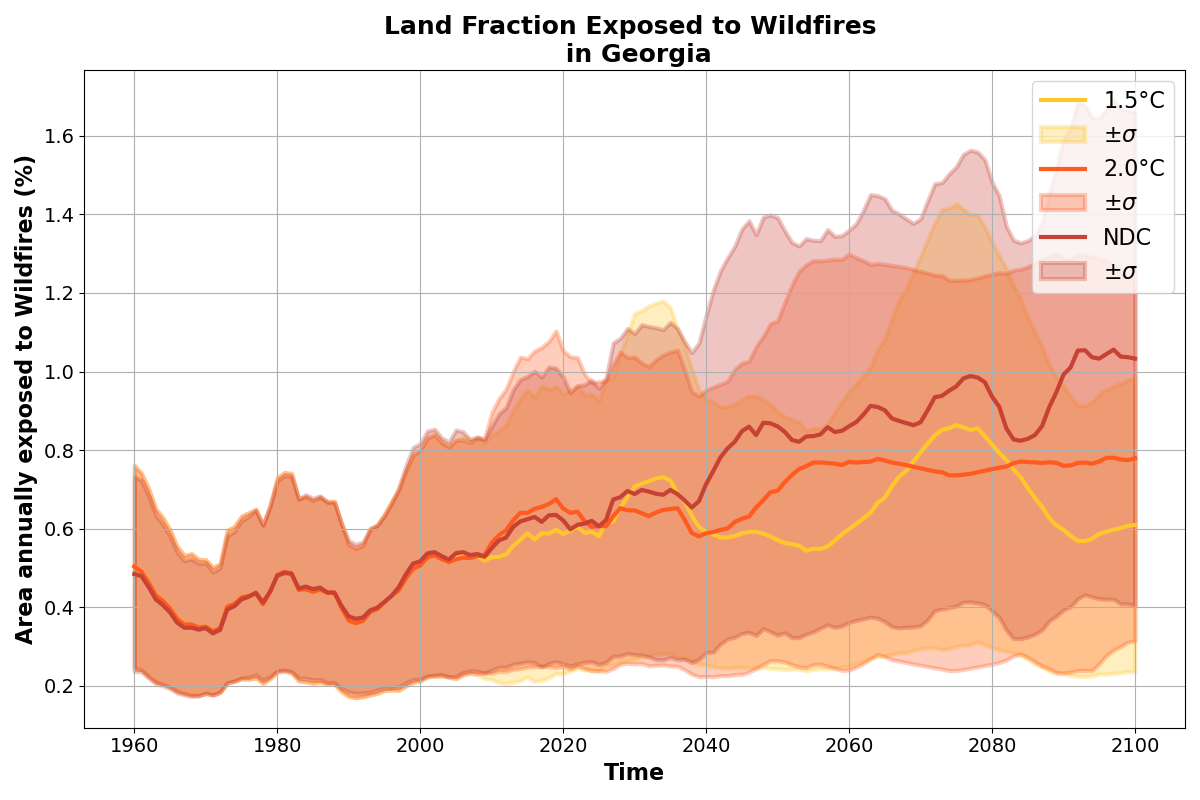 Land Fraction Exposed to Wildfires
in Georgia
Area annually exposed to Wildfires (%)
1.6
1.4
1.2
1.0
0.8
0.6
0.4
0.2
1.5°C
±σ
2.0°C
±σ
NDC
±σ
1960 1980 2000 2020 2040 2060 2080 2100
Time